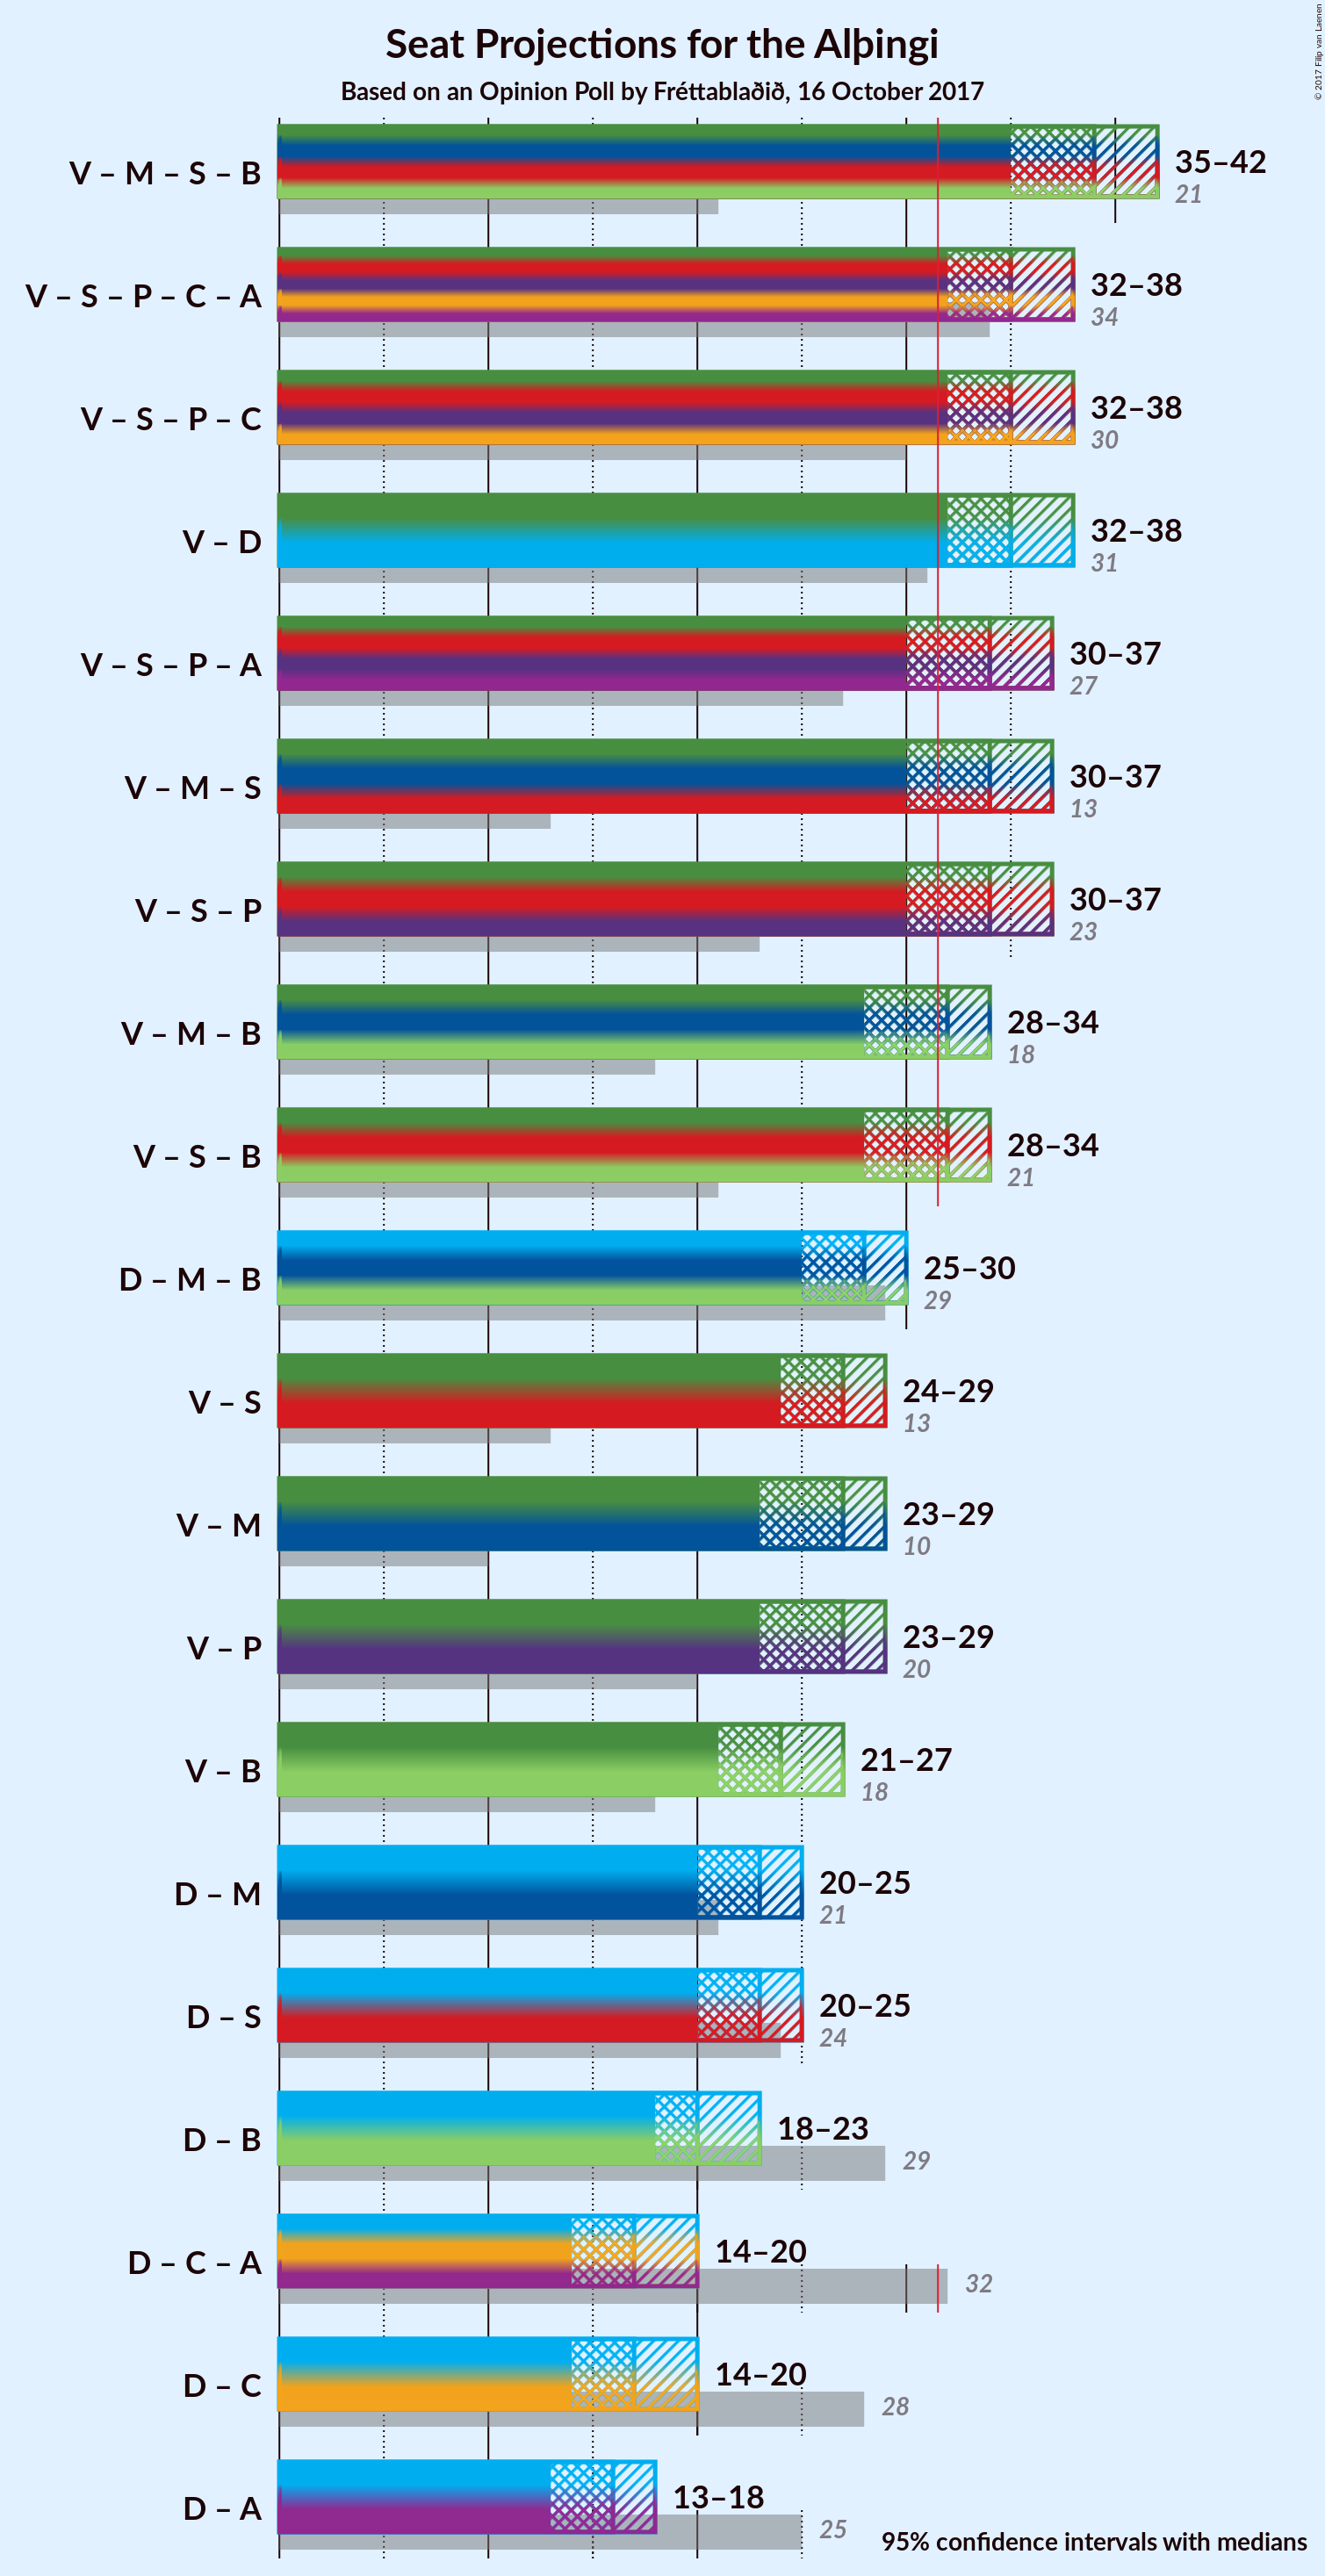 Seat Projections for the Alþingi
Based on an Opinion Poll by Fréttablaðið, 16 October 2017
© 2017 Filip van Laenen
V – M – S – B
35–42
21
V – S – P – C – A
32–38
34
V – S – P – C
32–38
30
V – D
32–38
31
V – S – P – A
30–37
27
V – M – S
30–37
13
V – S – P
30–37
23
V – M – B
28–34
18
V – S – B
28–34
21
D – M – B
25–30
29
V – S
24–29
13
V – M
23–29
10
V – P
23–29
20
V – B
21–27
18
D – M
20–25
21
D – S
20–25
24
D – B
18–23
29
D – C – A
14–20
32
D – C
14–20
28
D – A
13–18
25
95% confidence intervals with medians